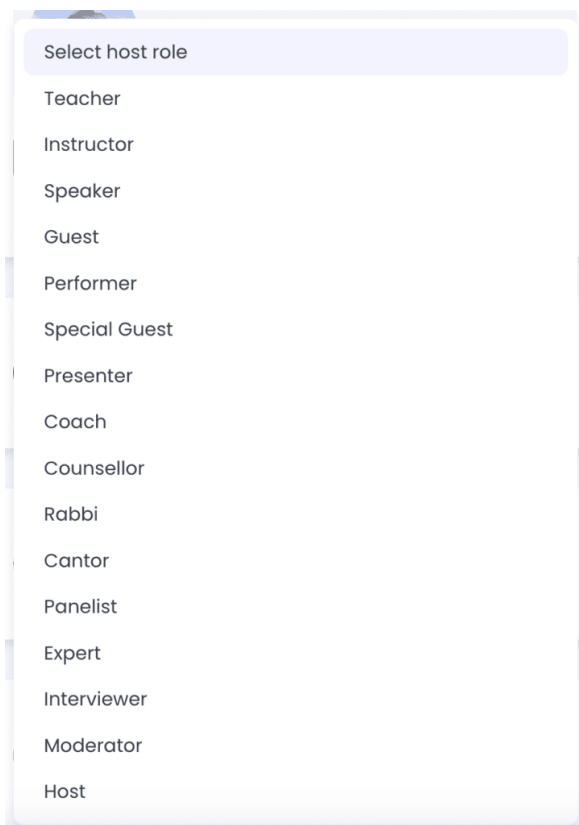 Select host role
Teacher
Instructor
Speaker
Guest
Performer
Special Guest
Presenter
Coach
Counsellor
Rabbi
Cantor
Panelist
Expert
Interviewer
Moderator
Host